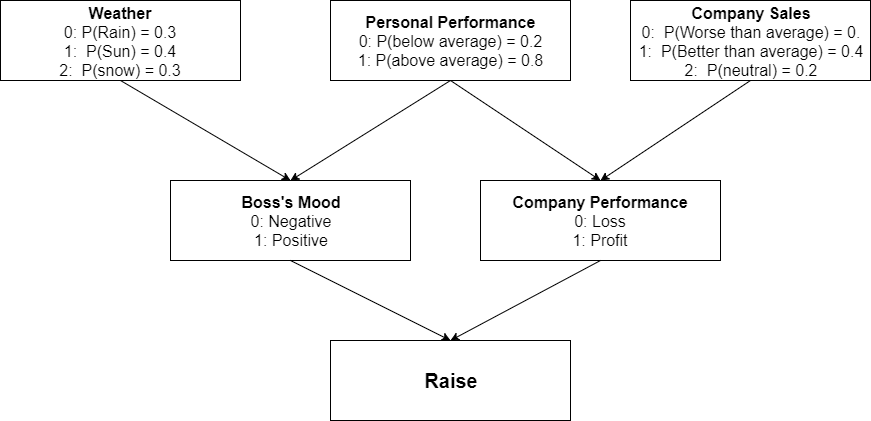 Weather
0: P(Rain) = 0.3
1: P(Sun) = 0.4
2: P(snow) = 0.3
Personal Performance
0: P(below average) = 0.2
1: P(above average) = 0.8
Company Sales
0: P(Worse than average) = 0.
1: P(Better than average) = 0.4
2: P(neutral) = 0.2
Boss's Mood
0: Negative
1: Positive
Company Performance
0: Loss
1: Profit
Raise